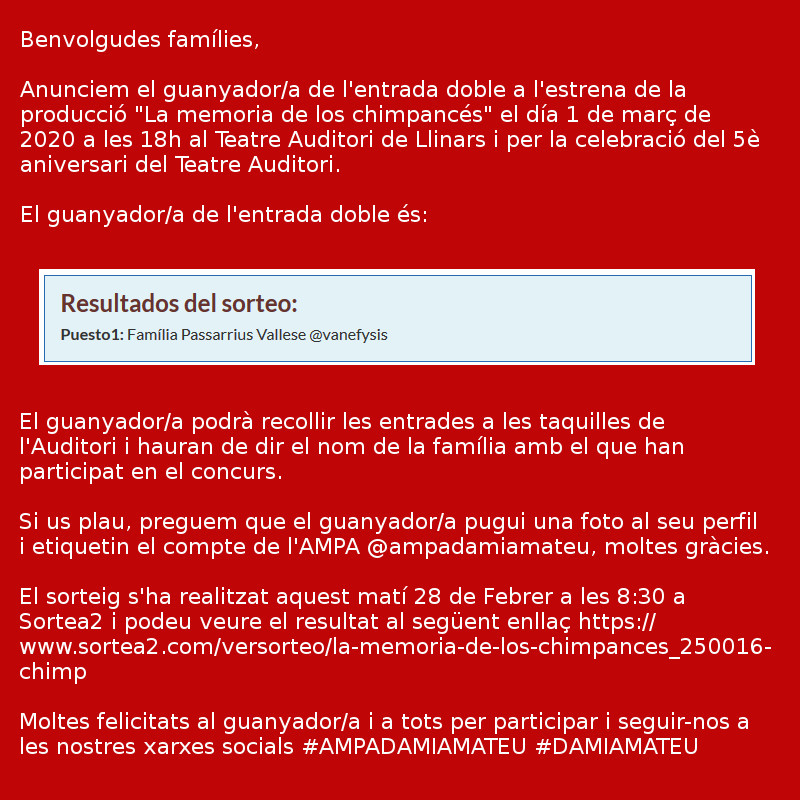 Benvolgudes famílies,
Anunciem el guanyador/a de l'entrada doble a l'estrena de la
producció "La memoria de los chimpancés" el día 1 de març de
2020 a les 18h al Teatre Auditori de Llinars i per la celebració del 5è
aniversari del Teatre Auditori.
El guanyador/a de l'entrada doble és:
Resultados del sorteo:
Puesto1: Família Passarrius Vallese @vanefysis
El guanyador/a podrà recollir les entrades a les taquilles de
l'Auditori i hauran de dir el nom de la família amb el que han
participat en el concurs.
Si us plau, preguem que el guanyador/a pugui una foto al seu perfil
i etiquetin el compte de l'AMPA @ampadamiamateu, moltes gràcies.
El sorteig s'ha realitzat aquest matí 28 de Febrer a les 8:30 a
Sortea2 i podeu veure el resultat al següent enllaç https://
www.sortea2.com/versorteo/la-memoria-de-los-chimpances_250016-
chimp
Moltes felicitats al guanyador/a i a tots per participar i seguir-nos a
les nostres xarxes socials #AMPADAMIAMATEU #DAMIAMATEU